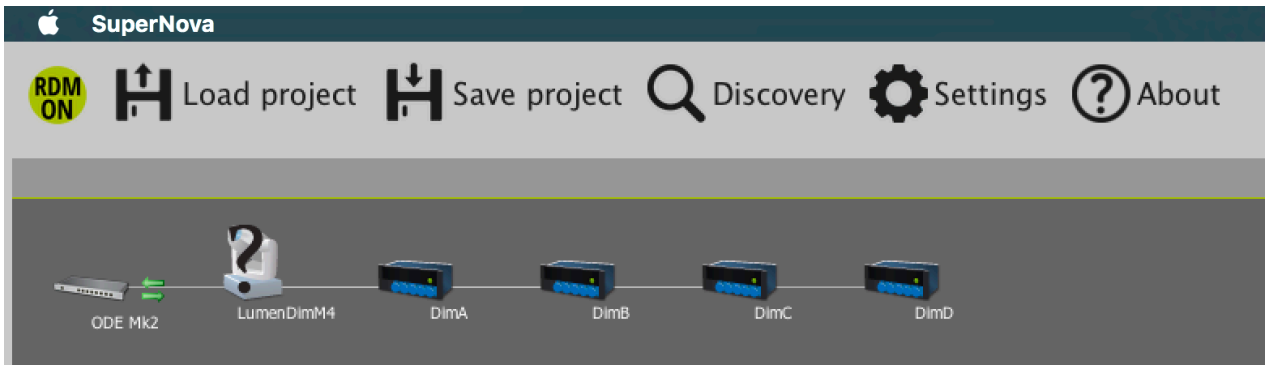 SuperNova
RDM
ON
Load project
Save project
Discovery
Settings
About
ODE Mk2
LumenDimM4
DimA
DimB
DimC
DimD